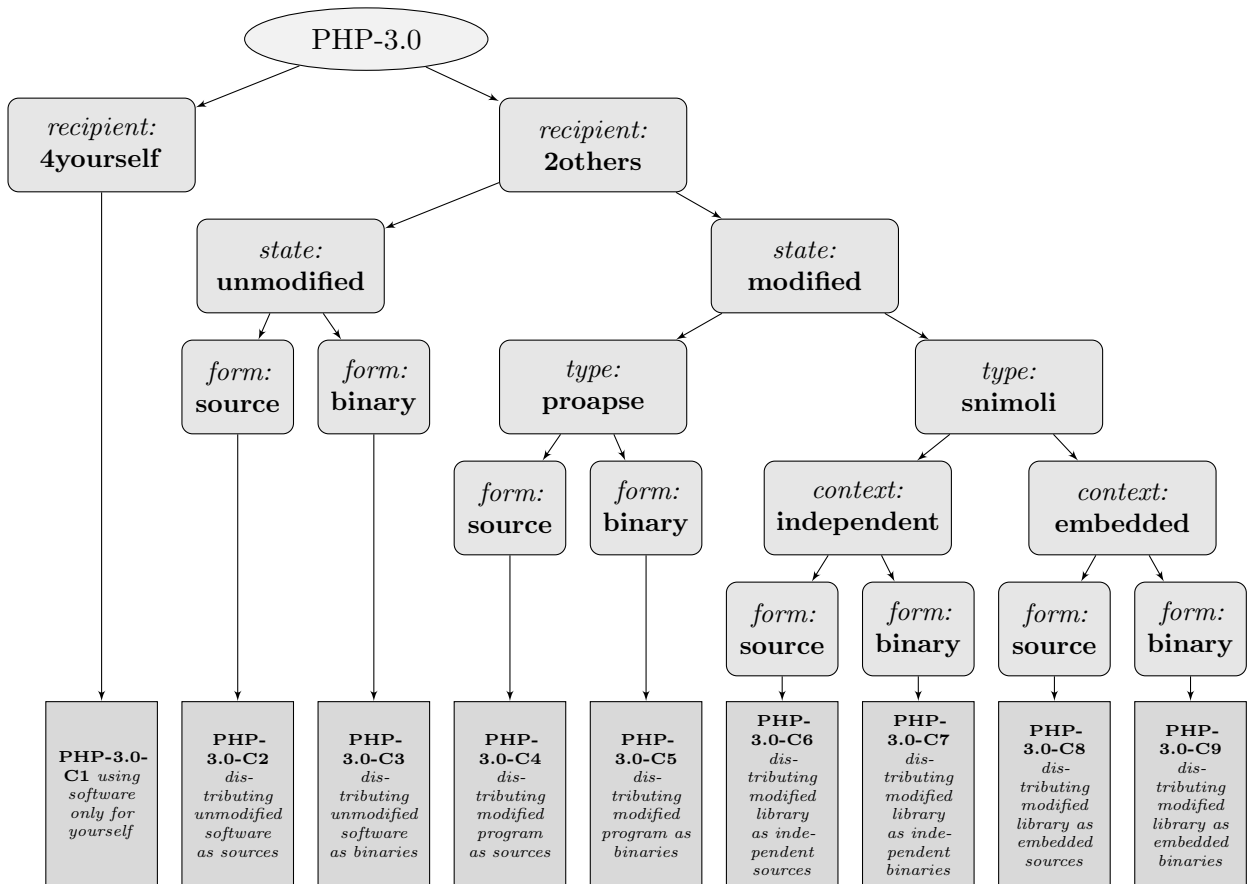 PHP-3.0
recipient:
4yourself
recipient:
2others
state:
unmodified
state:
modified
form:
source
form:
binary
type:
proapse
type:
snimoli
form:
source
form:
binary
context:
independent
context:
embedded
form:
source
form:
binary
form:
source
form:
binary
PHP-3.0-
C1 using
software
only for
yourself
PHP-
3.0-C2
dis-
tributing
unmodified
software
as sources
PHP-
3.0-C3
dis-
tributing
unmodified
software
as binaries
PHP-
3.0-C4
dis-
tributing
modified
program
as sources
PHP-
3.0-C5
dis-
tributing
modified
program as
binaries
PHP-
3.0-C6
dis-
tributing
modified
library
as inde-
pendent
sources
PHP-
3.0-C7
dis-
tributing
modified
library
as inde-
pendent
binaries
PHP-
3.0-C8
dis-
tributing
modified
library as
embedded
sources
PHP-
3.0-C9
dis-
tributing
modified
library as
embedded
binaries